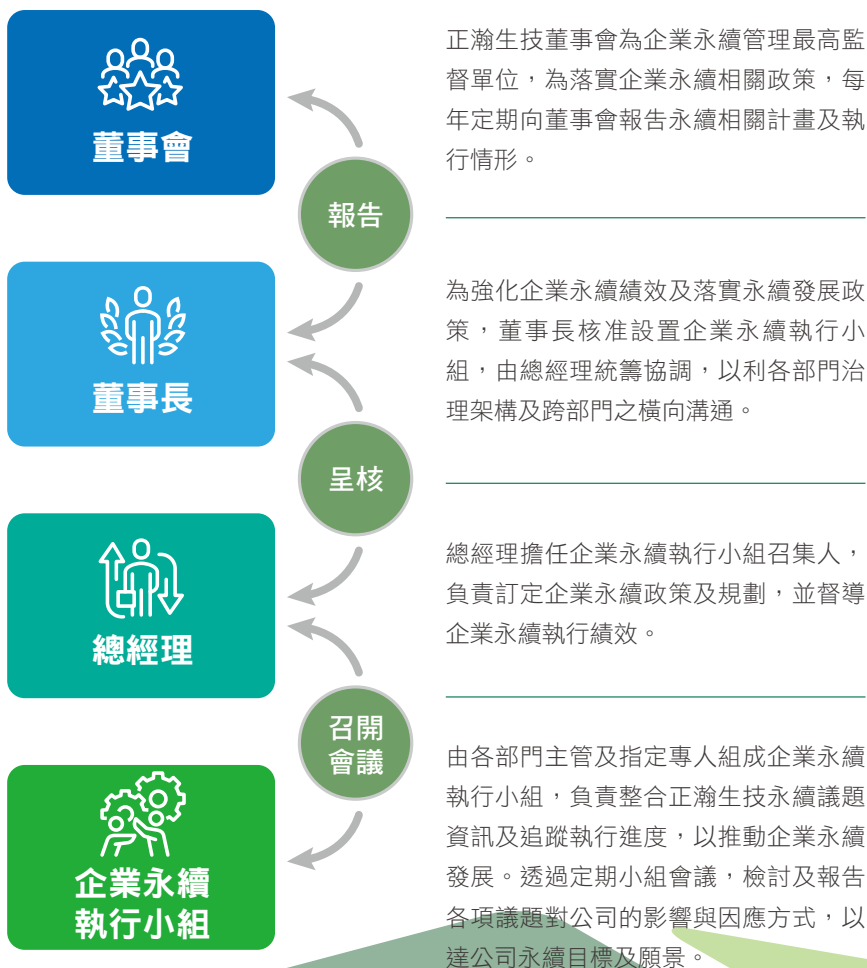 董事會
正瀚生技董事會為企業永續管理最高監
督單位，為落實企業永續相關政策，每
年定期向董事會報告永續相關計畫及執
行情形。
報告
董事長
為強化企業永續績效及落實永續發展政
策，董事長核准設置企業永續執行小
組，由總經理統籌協調，以利各部門治
理架構及跨部門之橫向溝通。
呈核
總經理
總經理擔任企業永續執行小組召集人，
負責訂定企業永續政策及規劃，並督導
企業永續執行績效。
召開
會議
企業永續
執行小組
由各部門主管及指定專人組成企業永續
執行小組，負責整合正瀚生技永續議題
資訊及追蹤執行進度，以推動企業永續
發展。透過定期小組會議，檢討及報告
各項議題對公司的影響與因應方式，以
達公司永續目標及願景。